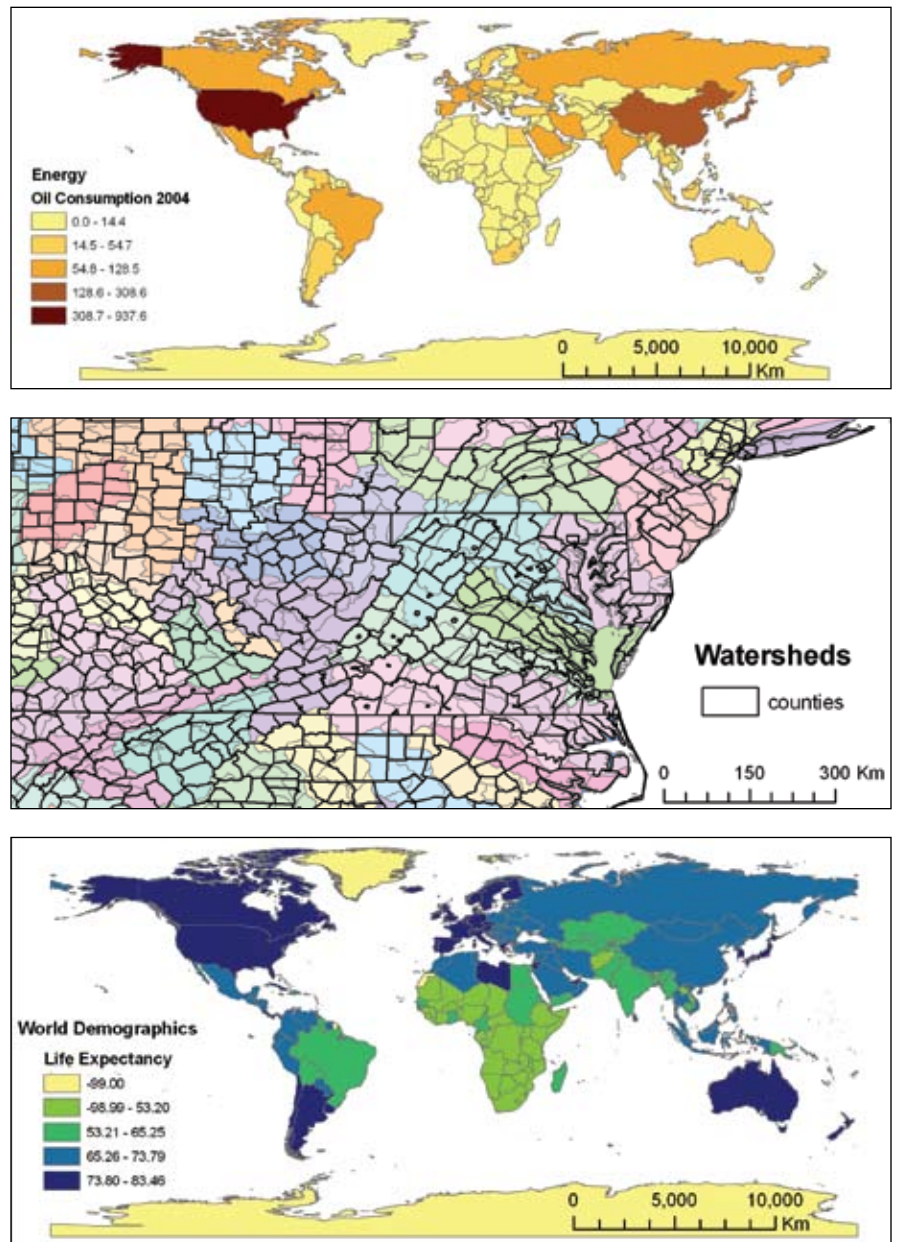 Energy
Oil Consumption 2004
0.0 - 14.4
14.5 - 54.7
54.8 - 128.5
128.6 - 308.6
308.7 - 937.6
0 5,000 10,000
Km
Watersheds
counties
0 150 300 Km
World Demographics
Life Expectancy
-99.00
-98.99 - 53.20
53.21 - 65.25
65.26 - 73.79
73.80 - 83.46
0 5,000 10,000
Km